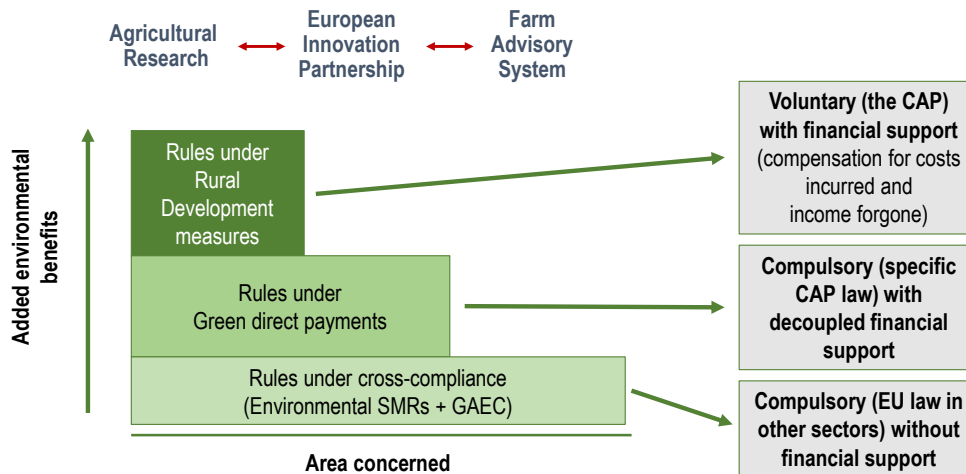 Agricultural
Research
European
Innovation
Partnership
Farm
Advisory
System
Added environmental
benefits
Rules under
Rural
Development
measures
Rules under
Green direct payments
Rules under cross-compliance
(Environmental SMRs + GAEC)
Area concerned
Voluntary (the CAP)
with financial support
(compensation for costs
incurred and
income forgone)
Compulsory (specific
CAP law) with
decoupled financial
support
Compulsory (EU law in
other sectors) without
financial support